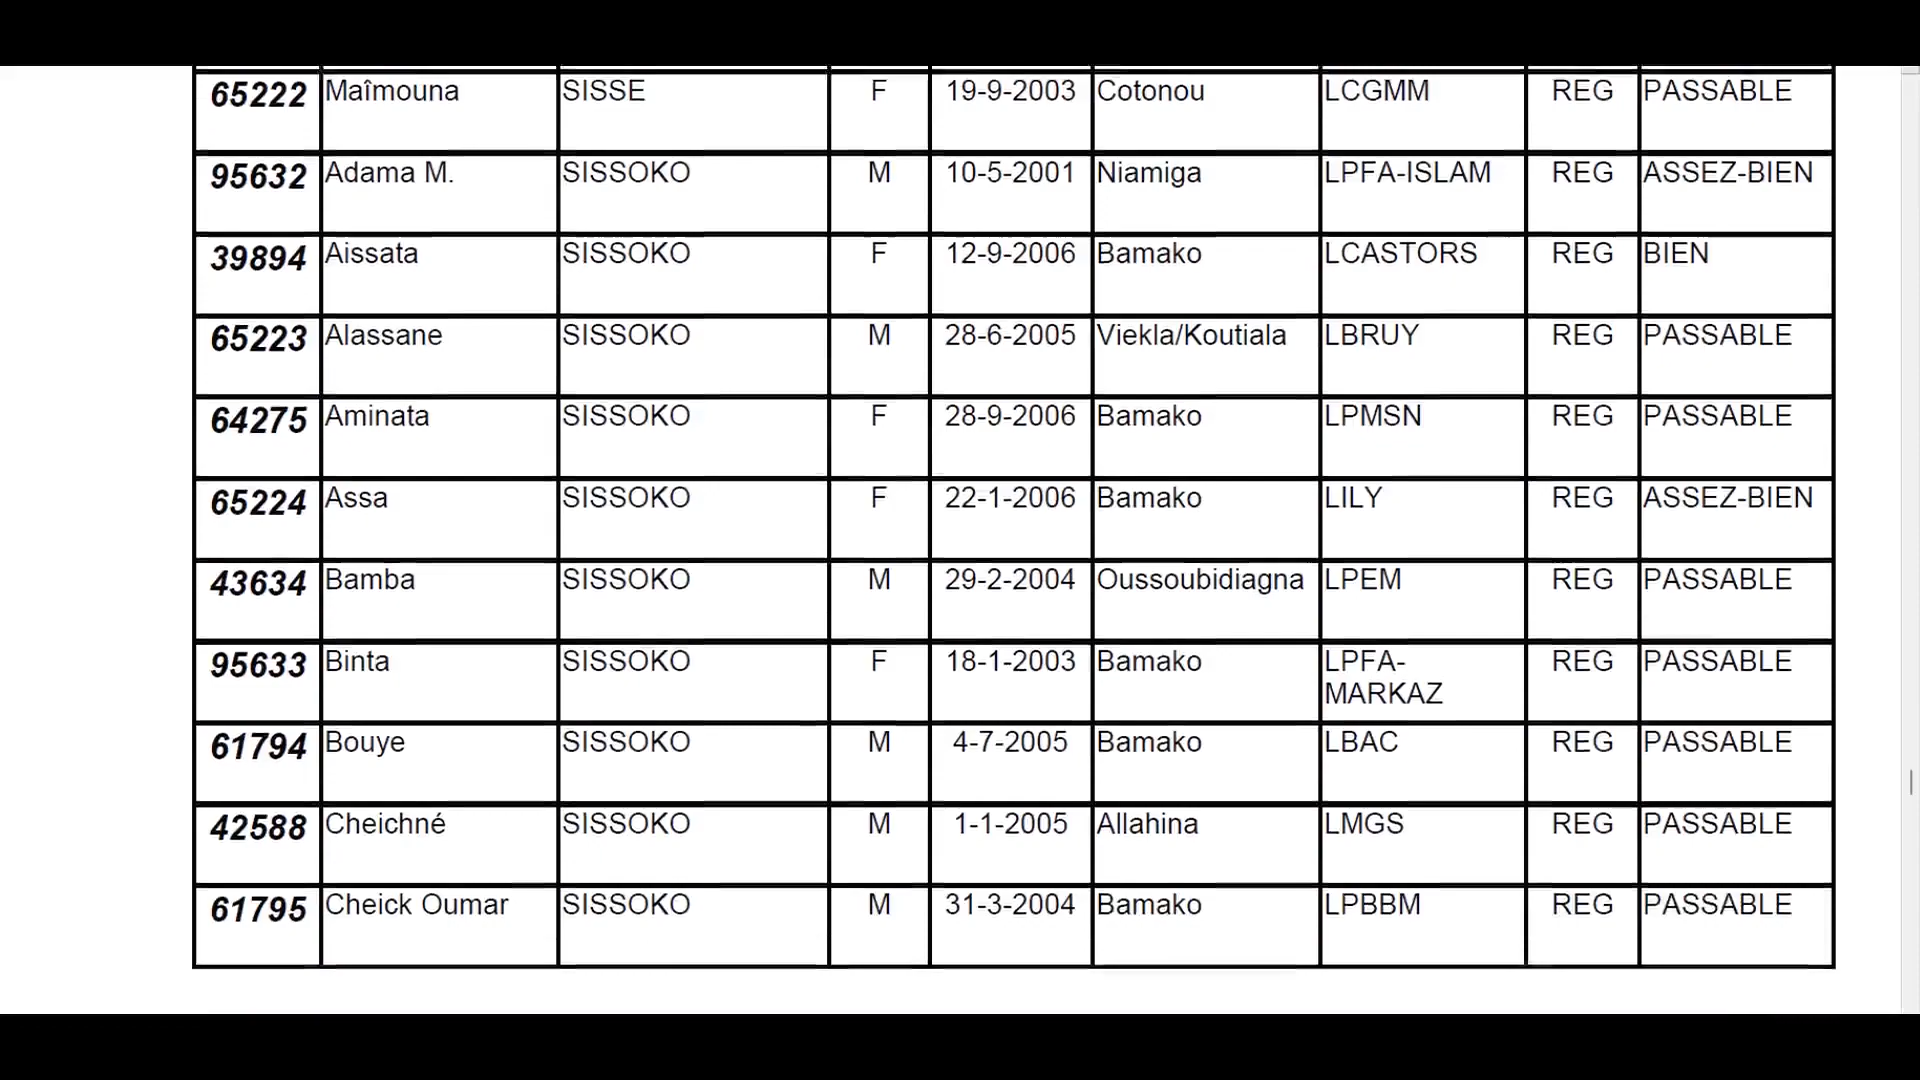 65222 Maîmouna SISSE F 19-9-2003 Cotonou LCGMM REG PASSABLE
95632 Adama M. SISSOKO M 10-5-2001 Niamiga LPFA-ISLAM REG ASSEZ-BIEN
39894 Aissata SISSOKO F 12-9-2006 Bamako LCASTORS REG BIEN
65223 Alassane SISSOKO M 28-6-2005 Viekla/Koutiala LBRUY REG PASSABLE
64275 Aminata SISSOKO F 28-9-2006 Bamako LPMSN REG PASSABLE
65224 Assa SISSOKO F 22-1-2006 Bamako LILY REG ASSEZ-BIEN
43634 Bamba SISSOKO M 29-2-2004 Oussoubidiagna LPEM REG PASSABLE
95633 Binta SISSOKO F 18-1-2003 Bamako LPFA- REG PASSABLE
MARKAZ
61794 Bouye SISSOKO M 4-7-2005 Bamako LBAC REG PASSABLE
42588 Cheichné SISSOKO M 1-1-2005 Allahina LMGS REG PASSABLE
61795 Cheick Oumar SISSOKO M 31-3-2004 Bamako LPBBM REG PASSABLE